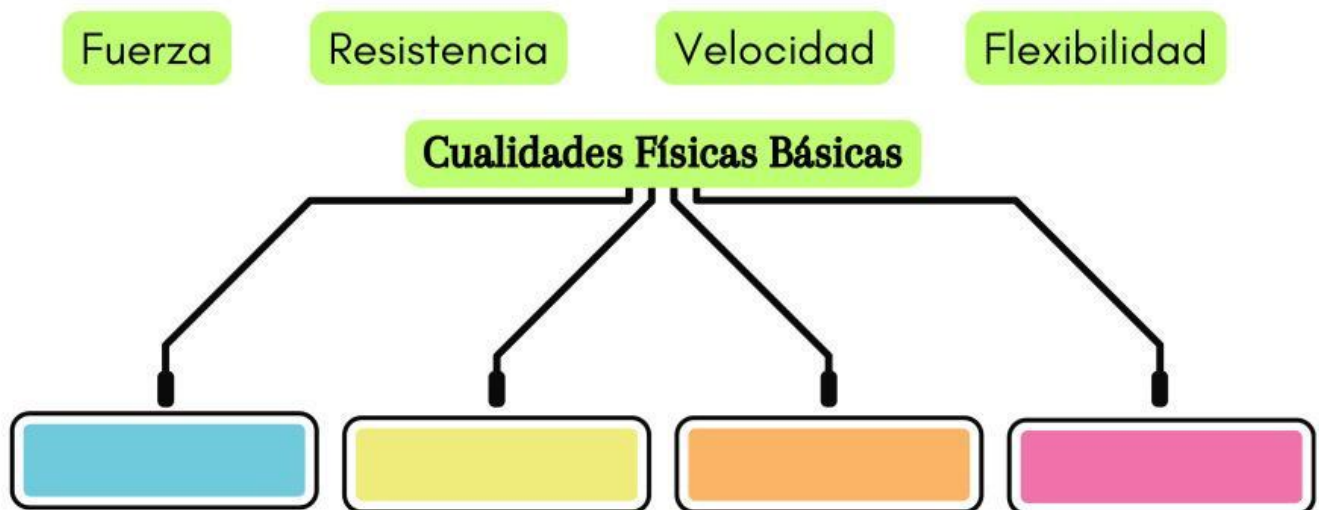 Fuerza Resistencia Velocidad Flexibilidad
Cualidades Físicas Básicas